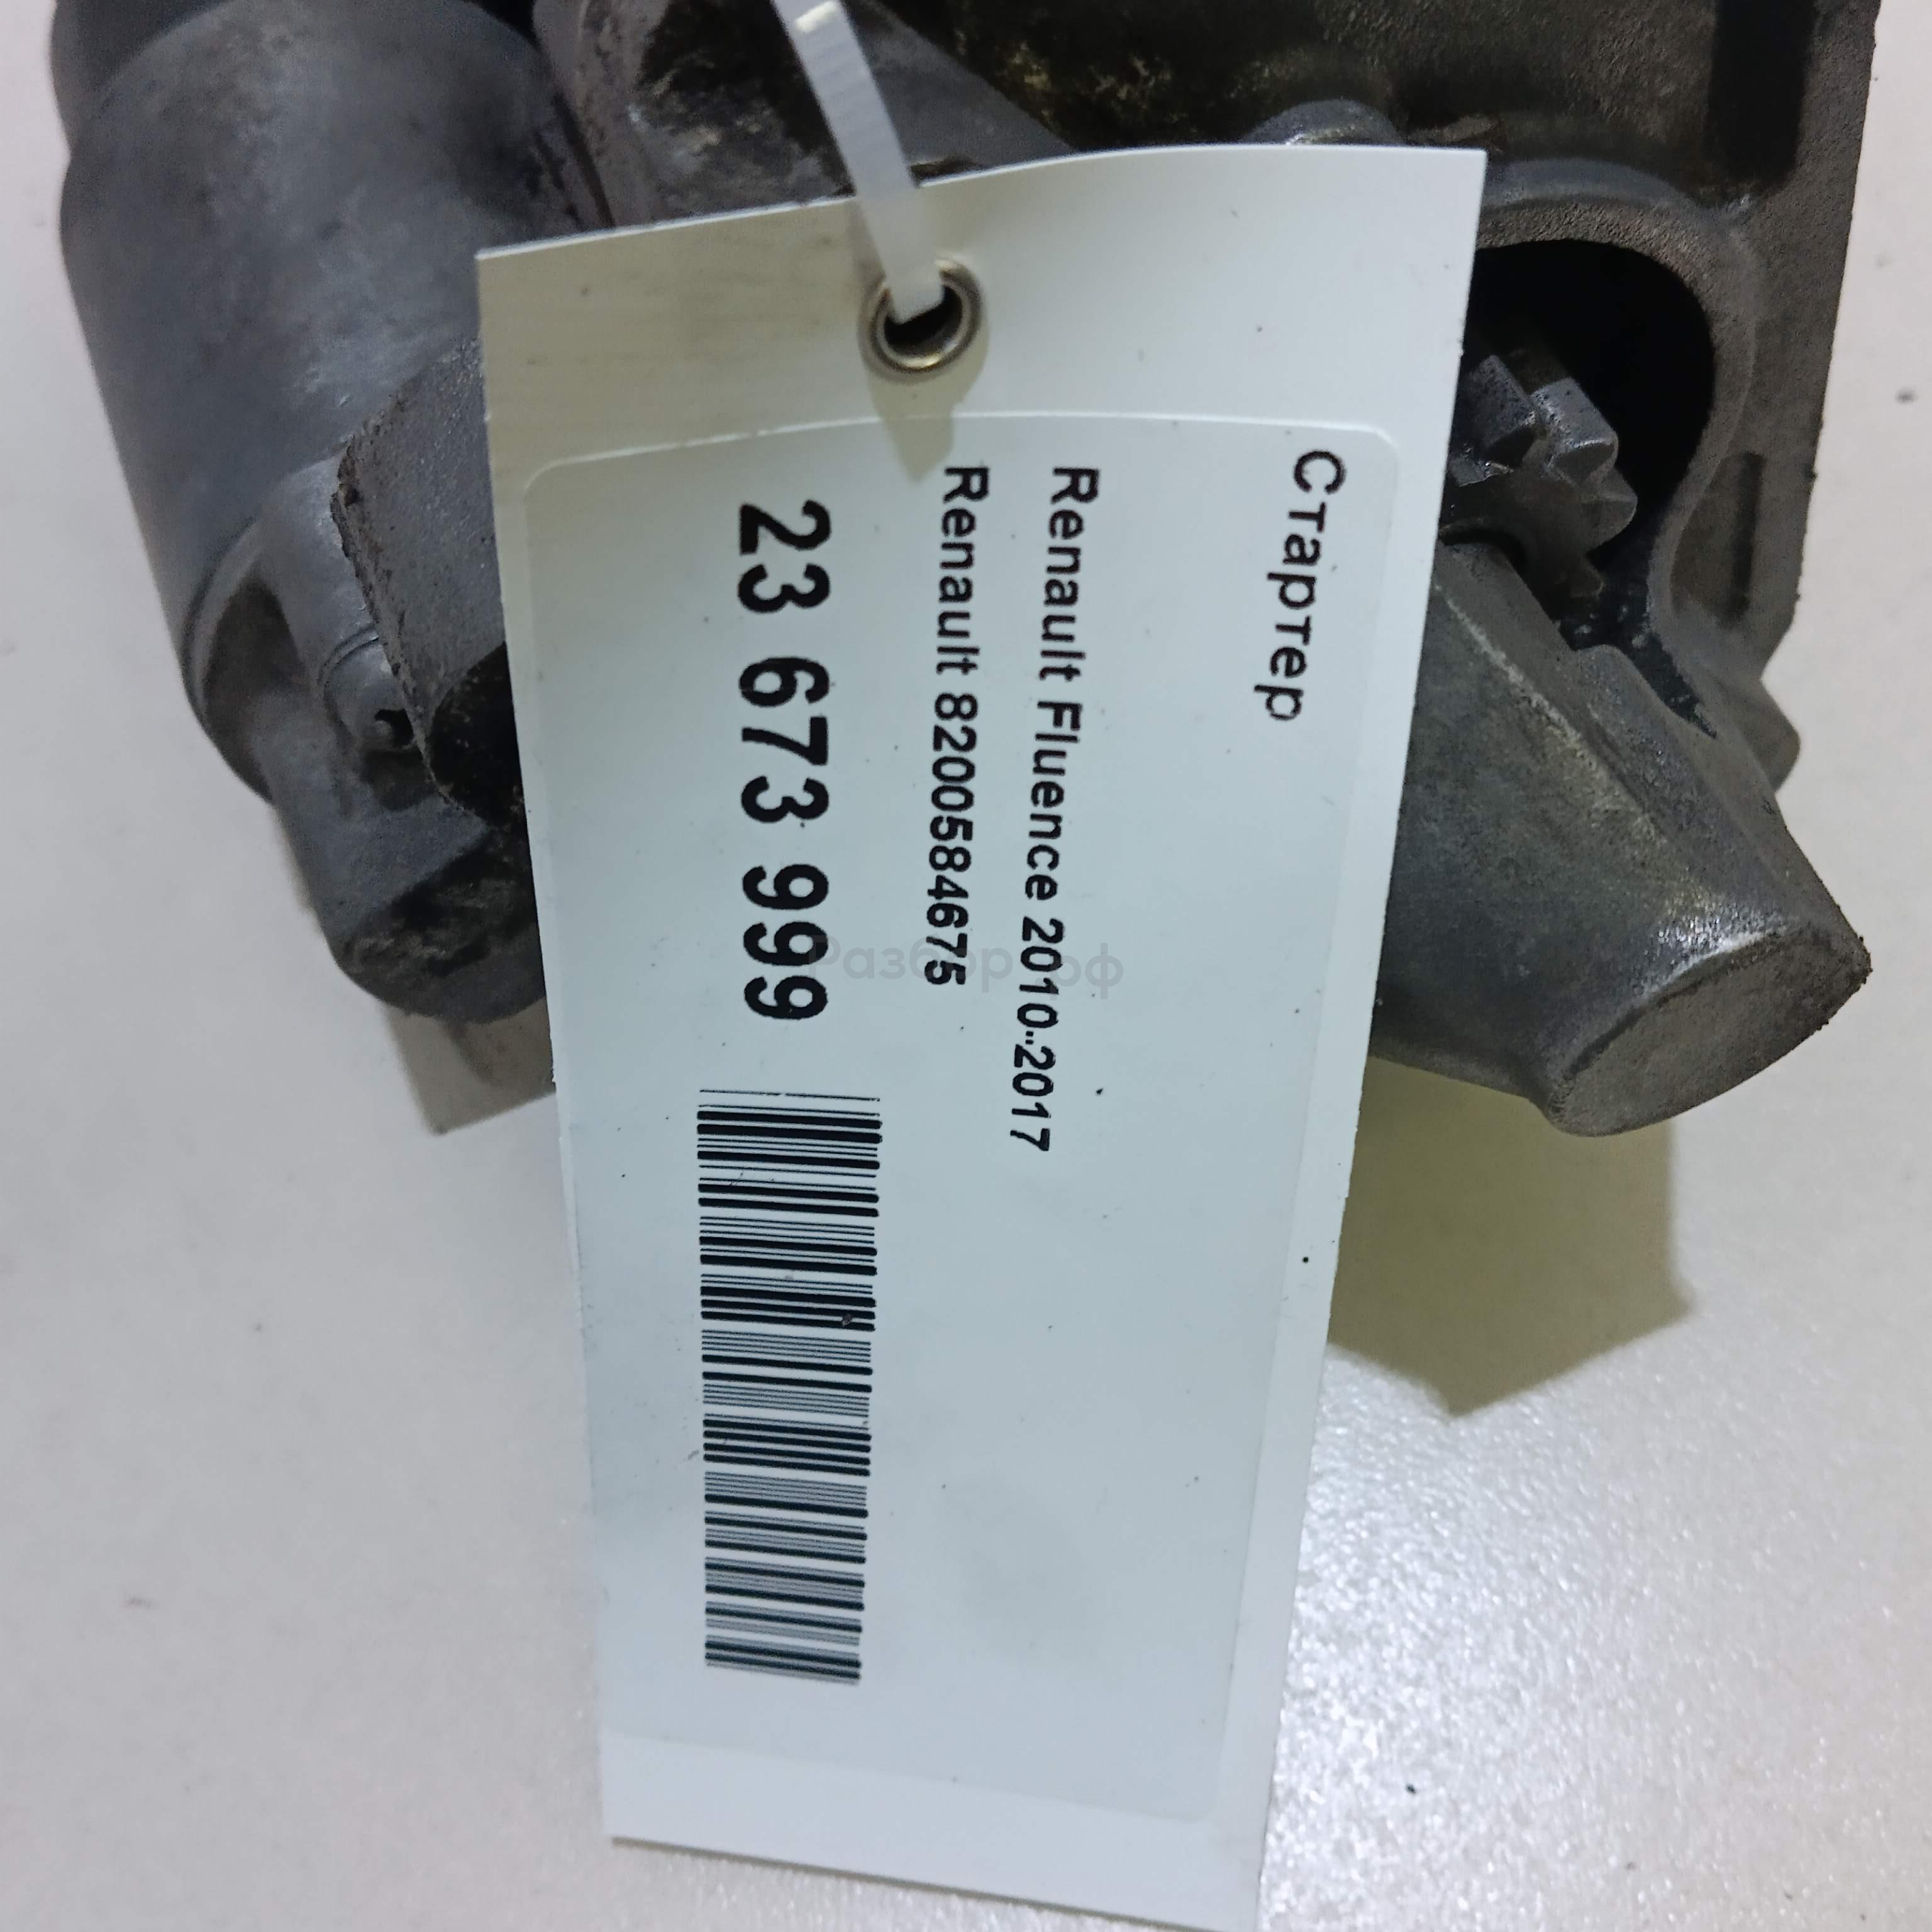 Стартер
Renault Fluence 2010..2017
Renault 8200584675
23 673 999
Разбор.рф